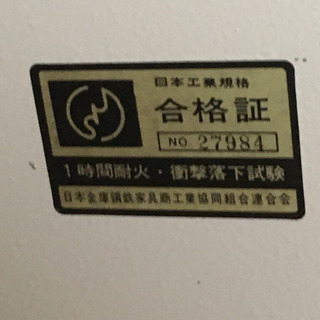 日本工業規格
合格証
NO. 27984
1時間耐火・衝撃落下試験
日本金庫鋼鉄家具商工業協同組合連合会